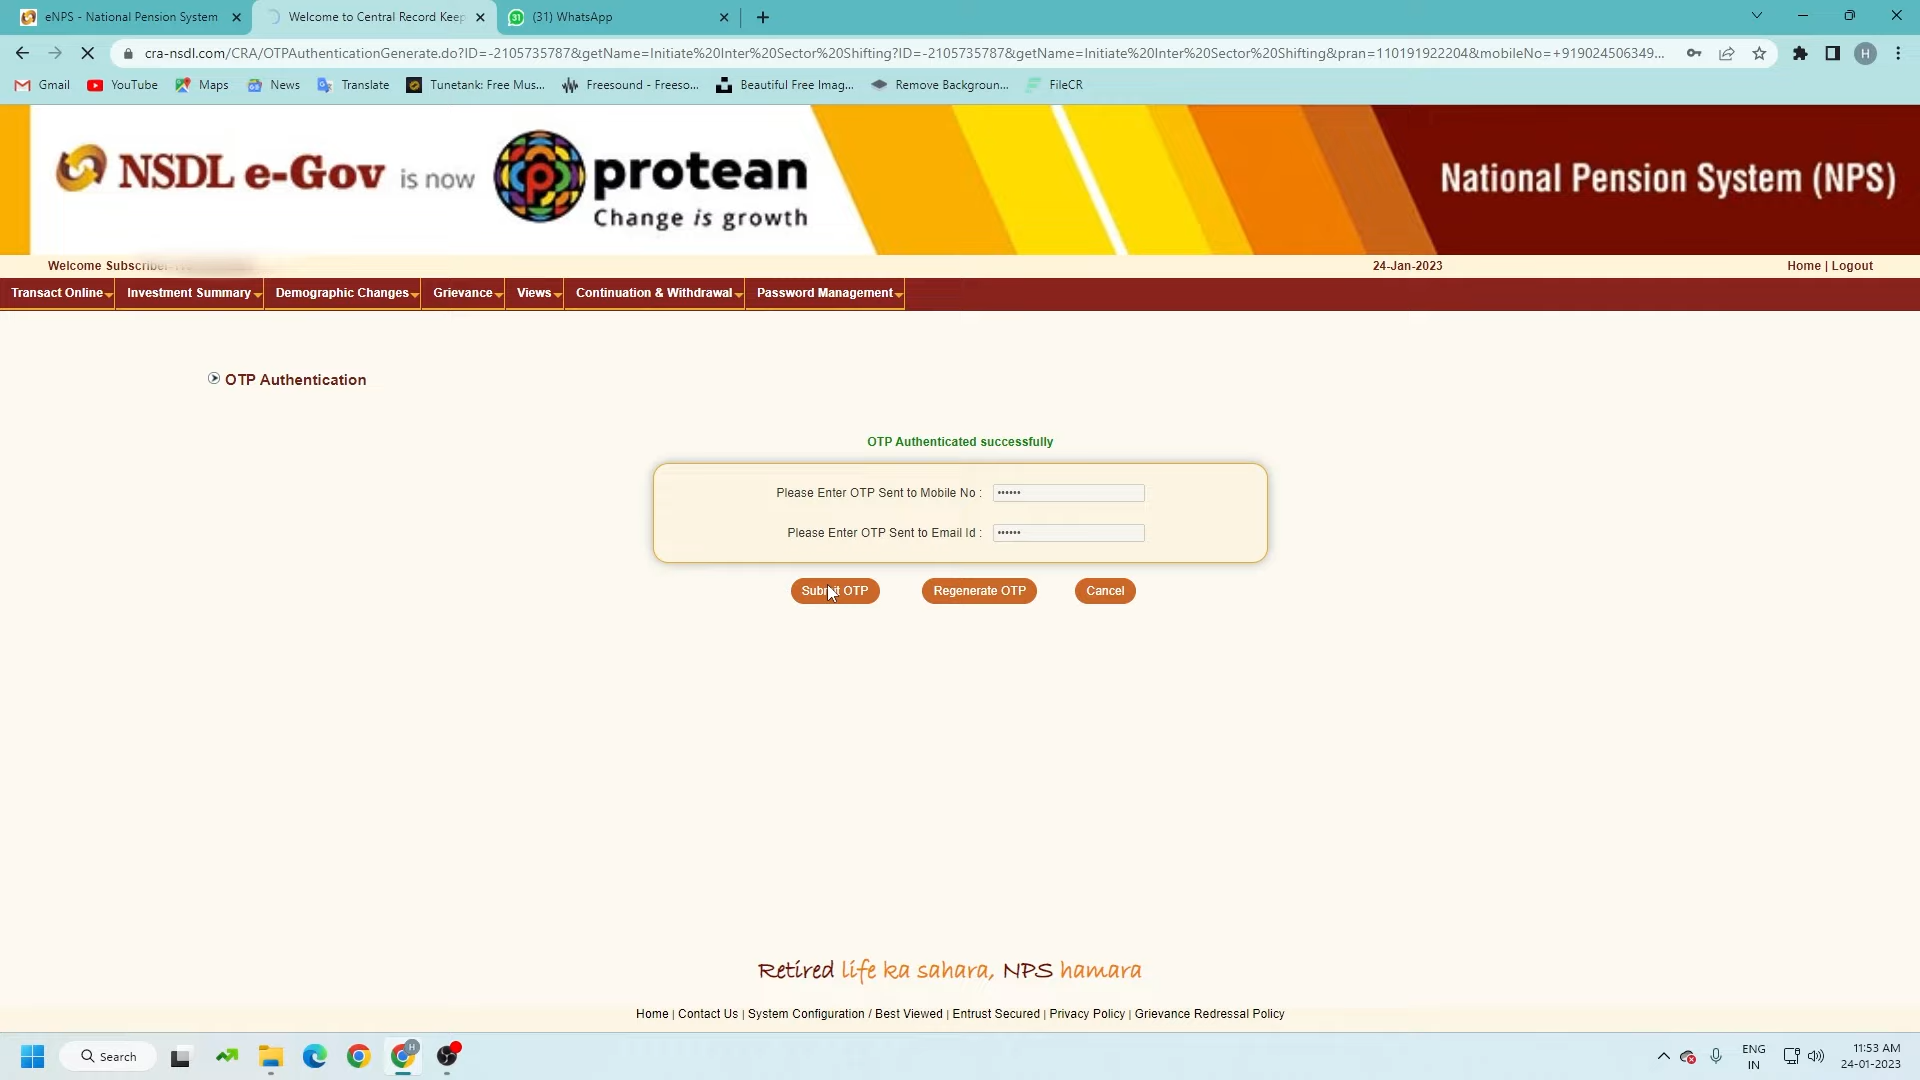 eNPS - National Pension System
Welcome to Central Record Keep
(31) WhatsApp
cra-nsdl.com/CRA/OTPAuthenticationGenerate.do?ID=-2105735787&getName=Initiate%20Inter%20Sector%20Shifting?ID=-2105735787&getName=Initiate%20Inter%20Sector%20Shifting&pran=110191922204&mobileNo=+919024506349...
Gmail YouTube Maps News Translate Tunetank: Free Mus... Freesound - Freeso... Beautiful Free Imag... Remove Backgroun... FileCR
NSDL e-Gov is now protean
Change is growth
National Pension System (NPS)
Welcome Subscriber 24-Jan-2023 Home | Logout
Transact Online Investment Summary Demographic Changes Grievance Views Continuation & Withdrawal Password Management
OTP Authentication
OTP Authenticated successfully
Please Enter OTP Sent to Mobile No : ••••••
Please Enter OTP Sent to Email Id : ••••••
Submit OTP Regenerate OTP Cancel
Retired life ka sahara, NPS hamara
Home | Contact Us | System Configuration / Best Viewed | Entrust Secured | Privacy Policy | Grievance Redressal Policy
Search
ENG
IN
11:53 AM
24-01-2023